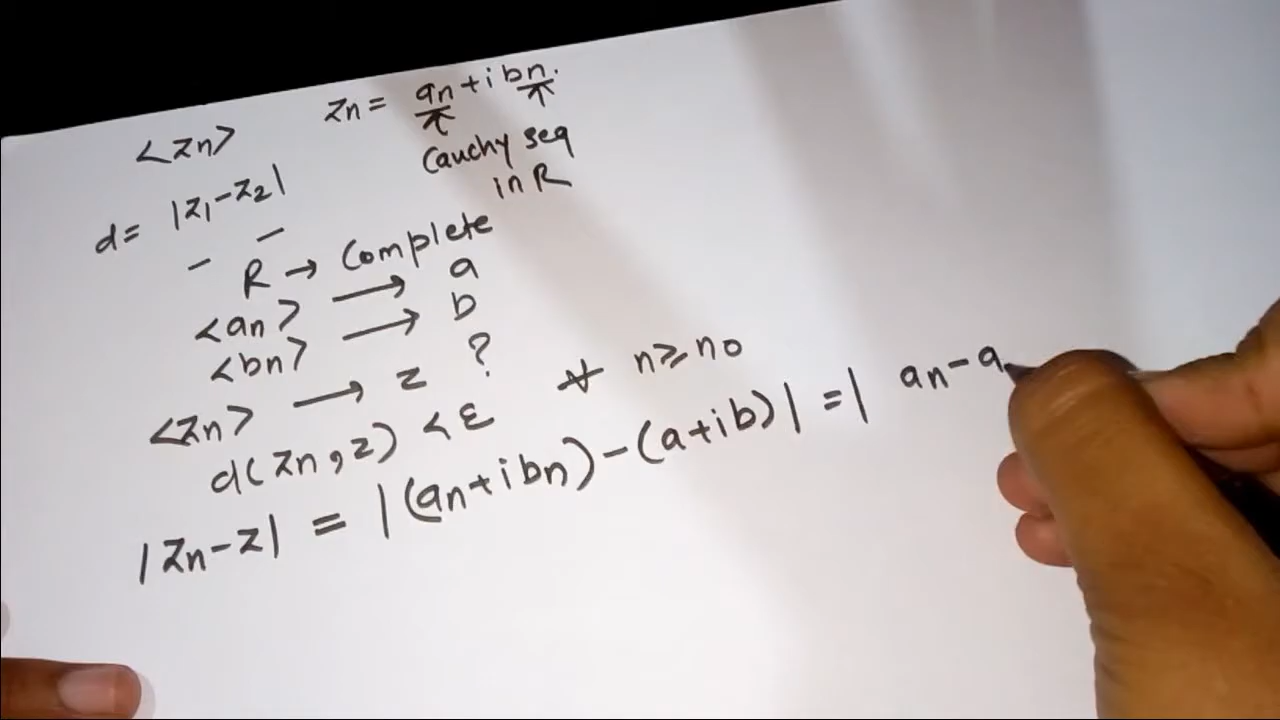 <zn> zn = an + i bn.
Cauchy seq
in R
d = |z1 - z2|
R → Complete
<an> → a
<bn> → b
<zn> → z ?
d(zn, z) < ε ∀ n ≥ n0
|zn - z| = |(an + ibn) - (a + ib)| = | an - a